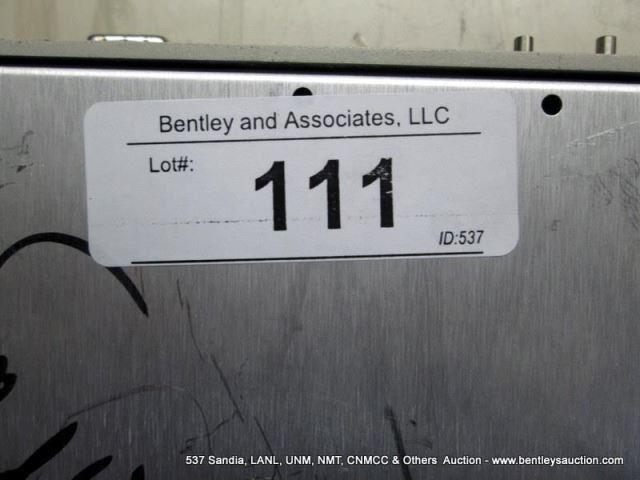 Bentley and Associates, LLC
Lot#:
111
ID:537
537 Sandia, LANL, UNM, NMT, CNMCC & Others Auction - www.bentleysauction.com